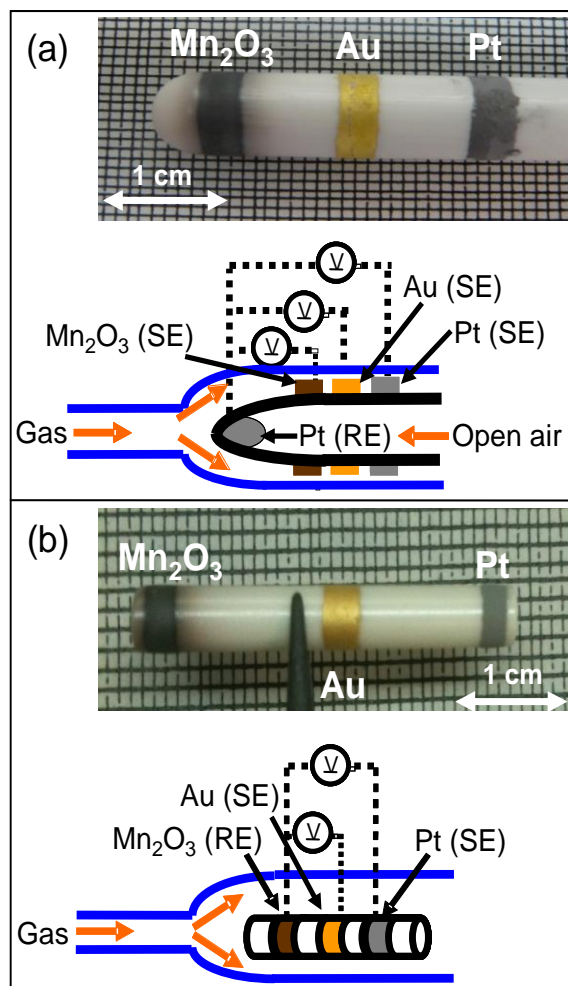 (a)
Mn2O3 Au Pt
1 cm
V
V
V
Au (SE)
Mn2O3 (SE)
Pt (SE)
Gas
Pt (RE)
Open air
(b)
Mn2O3
Pt
Au
1 cm
V
V
Au (SE)
Mn2O3 (RE)
Pt (SE)
Gas